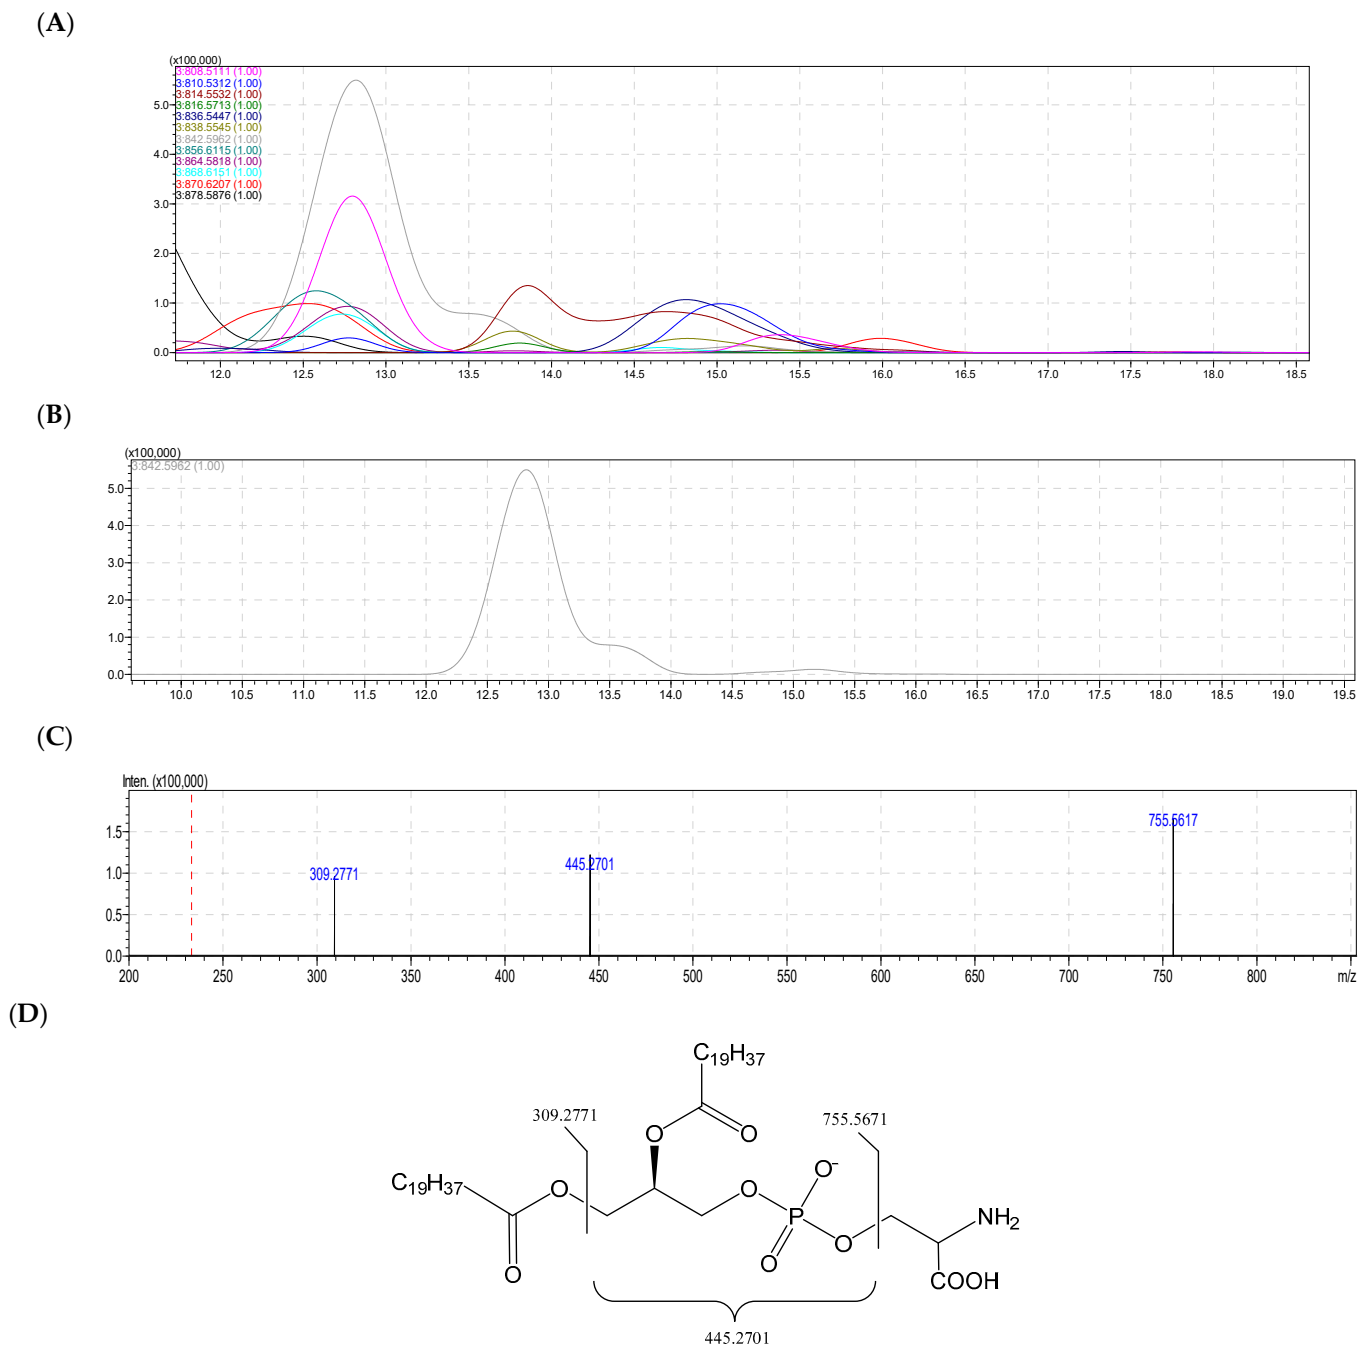 (A)
(x100,000)
3:808.5111 (1.00)
3:810.5312 (1.00)
3:814.5532 (1.00)
3:816.5713 (1.00)
3:836.5447 (1.00)
3:838.5545 (1.00)
3:842.5962 (1.00)
3:856.6115 (1.00)
3:864.5818 (1.00)
3:868.6151 (1.00)
3:870.6207 (1.00)
3:878.5876 (1.00)
5.0
4.0
3.0
2.0
1.0
0.0
12.0 12.5 13.0 13.5 14.0 14.5 15.0 15.5 16.0 16.5 17.0 17.5 18.0 18.5
(B)
(x100,000)
3:842.5962 (1.00)
5.0
4.0
3.0
2.0
1.0
0.0
10.0 10.5 11.0 11.5 12.0 12.5 13.0 13.5 14.0 14.5 15.0 15.5 16.0 16.5 17.0 17.5 18.0 18.5 19.0 19.5
(C)
Inten. (x100,000)
755.5617
1.5
445.2701
1.0
309.2771
0.5
0.0
200 250 300 350 400 450 500 550 600 650 700 750 800 m/z
(D)
C19H37
309.2771
755.5671
O O O-
C19H37 O O P NH2
O O
O COOH
445.2701